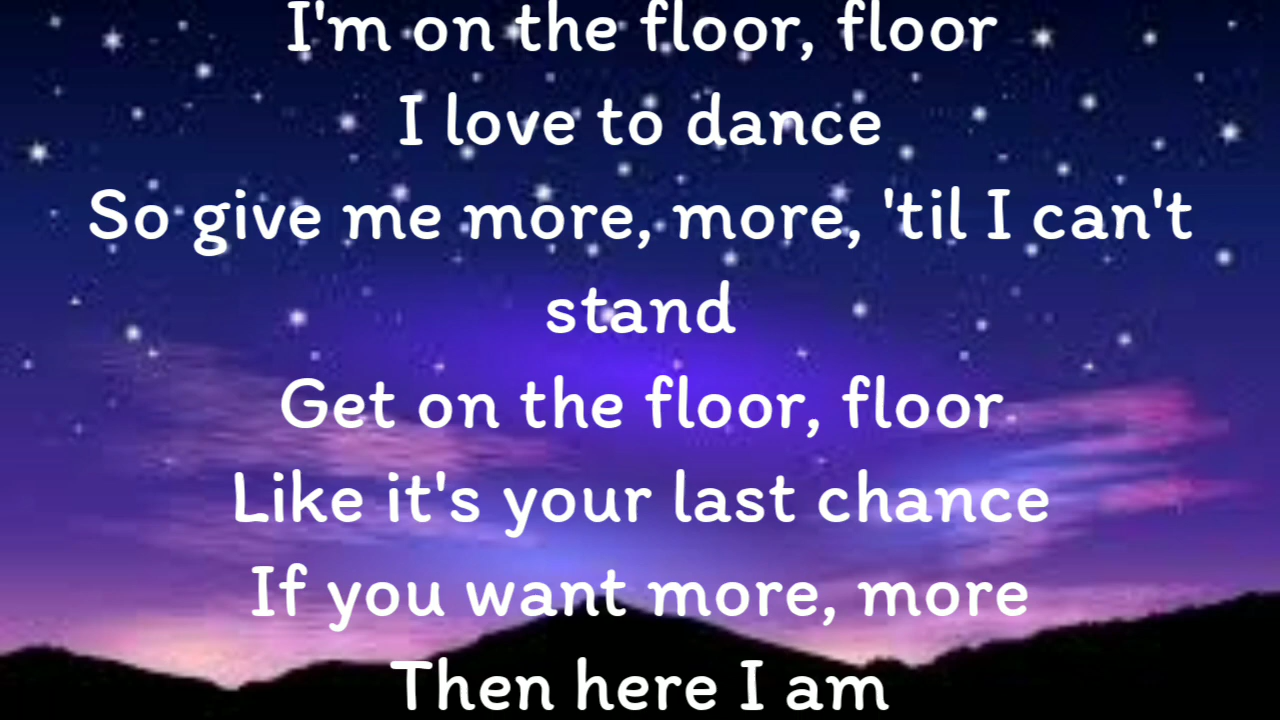 I'm on the floor, floor
I love to dance
So give me more, more, 'til I can't
stand
Get on the floor, floor
Like it's your last chance
If you want more, more
Then here I am